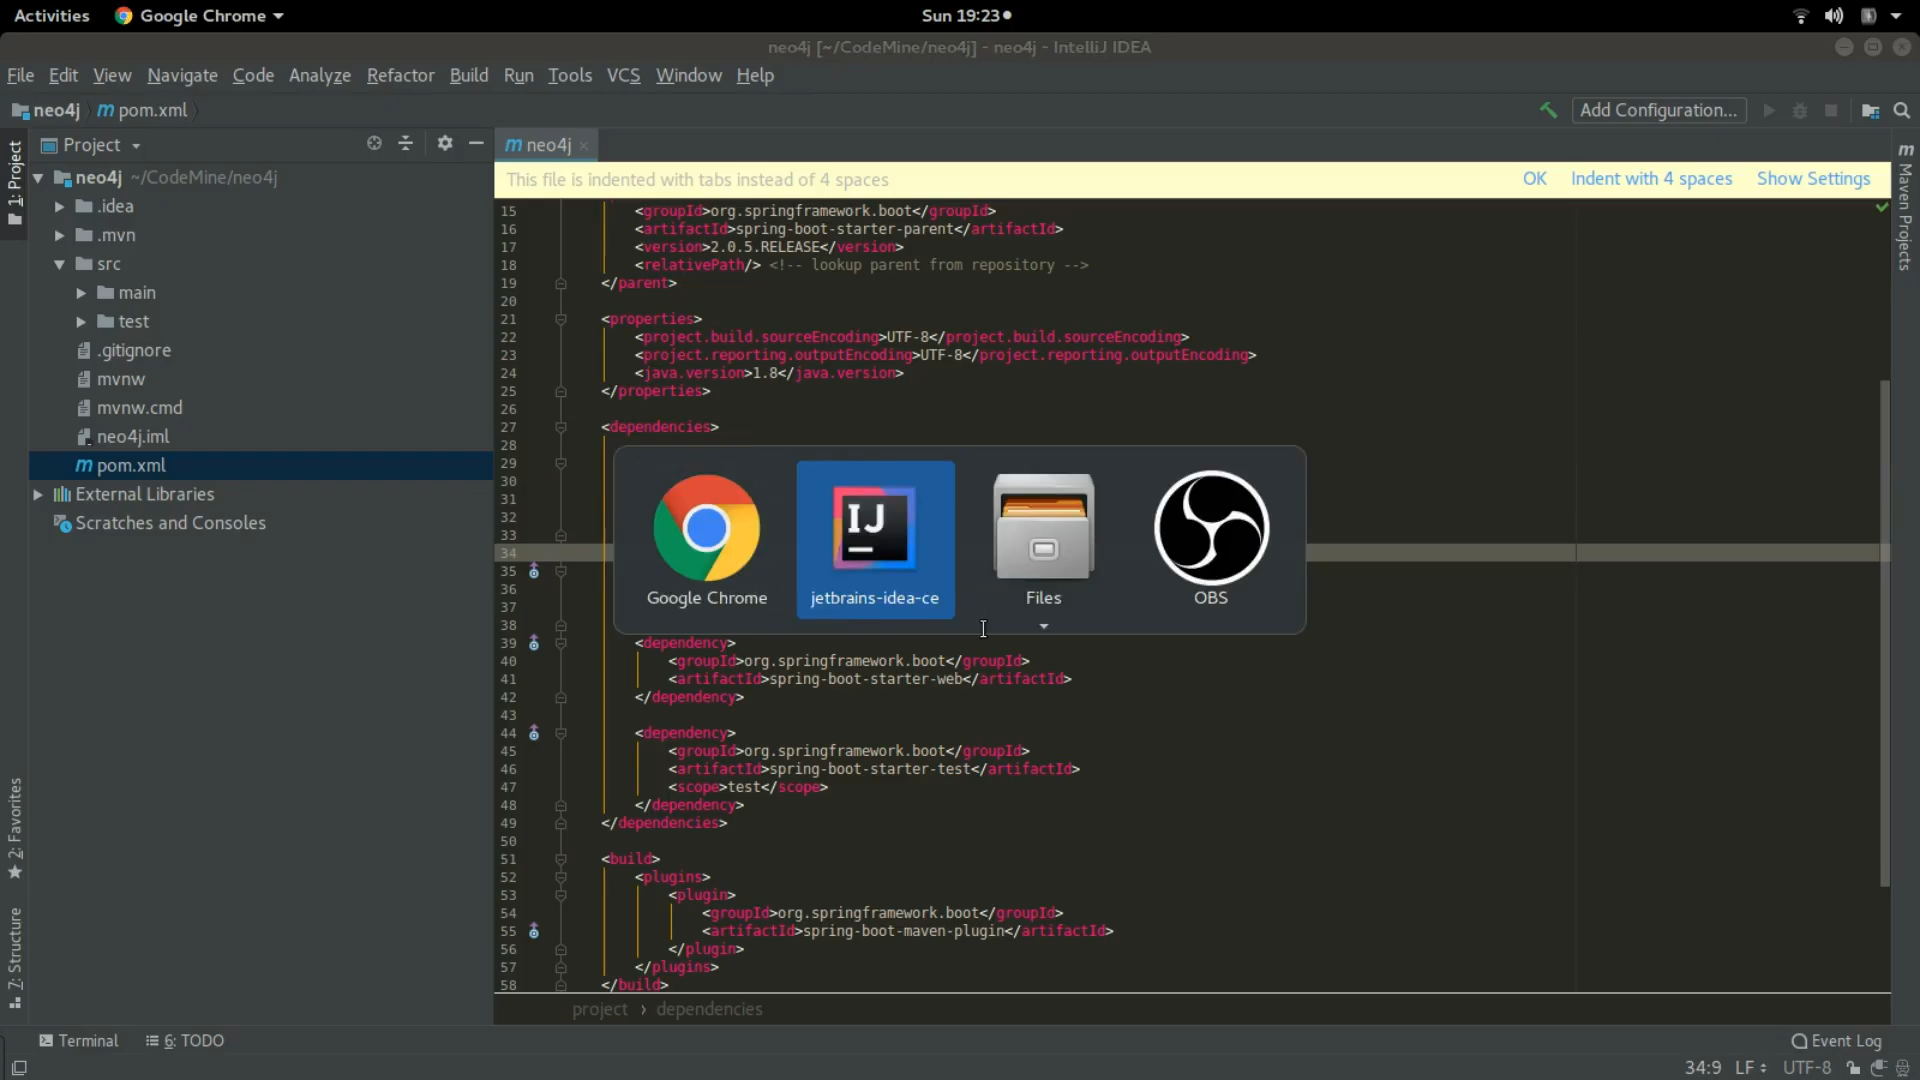 Activities Google Chrome Sun 19:23
neo4j [~/CodeMine/neo4j] - neo4j - IntelliJ IDEA
File Edit View Navigate Code Analyze Refactor Build Run Tools VCS Window Help
neo4j m pom.xml Add Configuration...
Project
m neo4j
1: Project
neo4j ~/CodeMine/neo4j
.idea
.mvn
src
main
test
.gitignore
mvnw
mvnw.cmd
neo4j.iml
m pom.xml
External Libraries
Scratches and Consoles
2: Favorites
7: Structure
This file is indented with tabs instead of 4 spaces OK Indent with 4 spaces Show Settings
15 <groupId>org.springframework.boot</groupId>
16 <artifactId>spring-boot-starter-parent</artifactId>
17 <version>2.0.5.RELEASE</version>
18 <relativePath/> <!-- lookup parent from repository -->
19 </parent>
20
21 <properties>
22 <project.build.sourceEncoding>UTF-8</project.build.sourceEncoding>
23 <project.reporting.outputEncoding>UTF-8</project.reporting.outputEncoding>
24 <java.version>1.8</java.version>
25 </properties>
26
27 <dependencies>
28
29
30
31
32
33
34
35
36
37
38
IJ
Google Chrome jetbrains-idea-ce Files OBS
39 <dependency>
40 <groupId>org.springframework.boot</groupId>
41 <artifactId>spring-boot-starter-web</artifactId>
42 </dependency>
43
44 <dependency>
45 <groupId>org.springframework.boot</groupId>
46 <artifactId>spring-boot-starter-test</artifactId>
47 <scope>test</scope>
48 </dependency>
49 </dependencies>
50
51 <build>
52 <plugins>
53 <plugin>
54 <groupId>org.springframework.boot</groupId>
55 <artifactId>spring-boot-maven-plugin</artifactId>
56 </plugin>
57 </plugins>
58 </build>
project › dependencies
m Maven Projects
Terminal 6: TODO Event Log
34:9 LF UTF-8